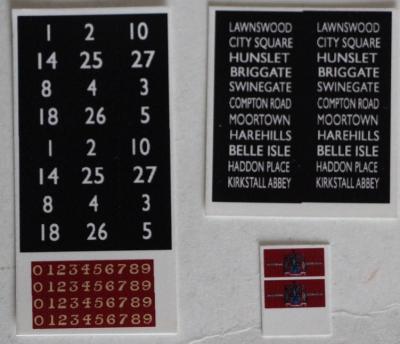 1 2 10
14 25 27
8 4 3
18 26 5
1 2 10
14 25 27
8 4 3
18 26 5
0123456789
0123456789
0123456789
0123456789
LAWNSWOOD LAWNSWOOD
CITY SQUARE CITY SQUARE
HUNSLET HUNSLET
BRIGGATE BRIGGATE
SWINEGATE SWINEGATE
COMPTON ROAD COMPTON ROAD
MOORTOWN MOORTOWN
HAREHILLS HAREHILLS
BELLE ISLE BELLE ISLE
HADDON PLACE HADDON PLACE
KIRKSTALL ABBEY KIRKSTALL ABBEY